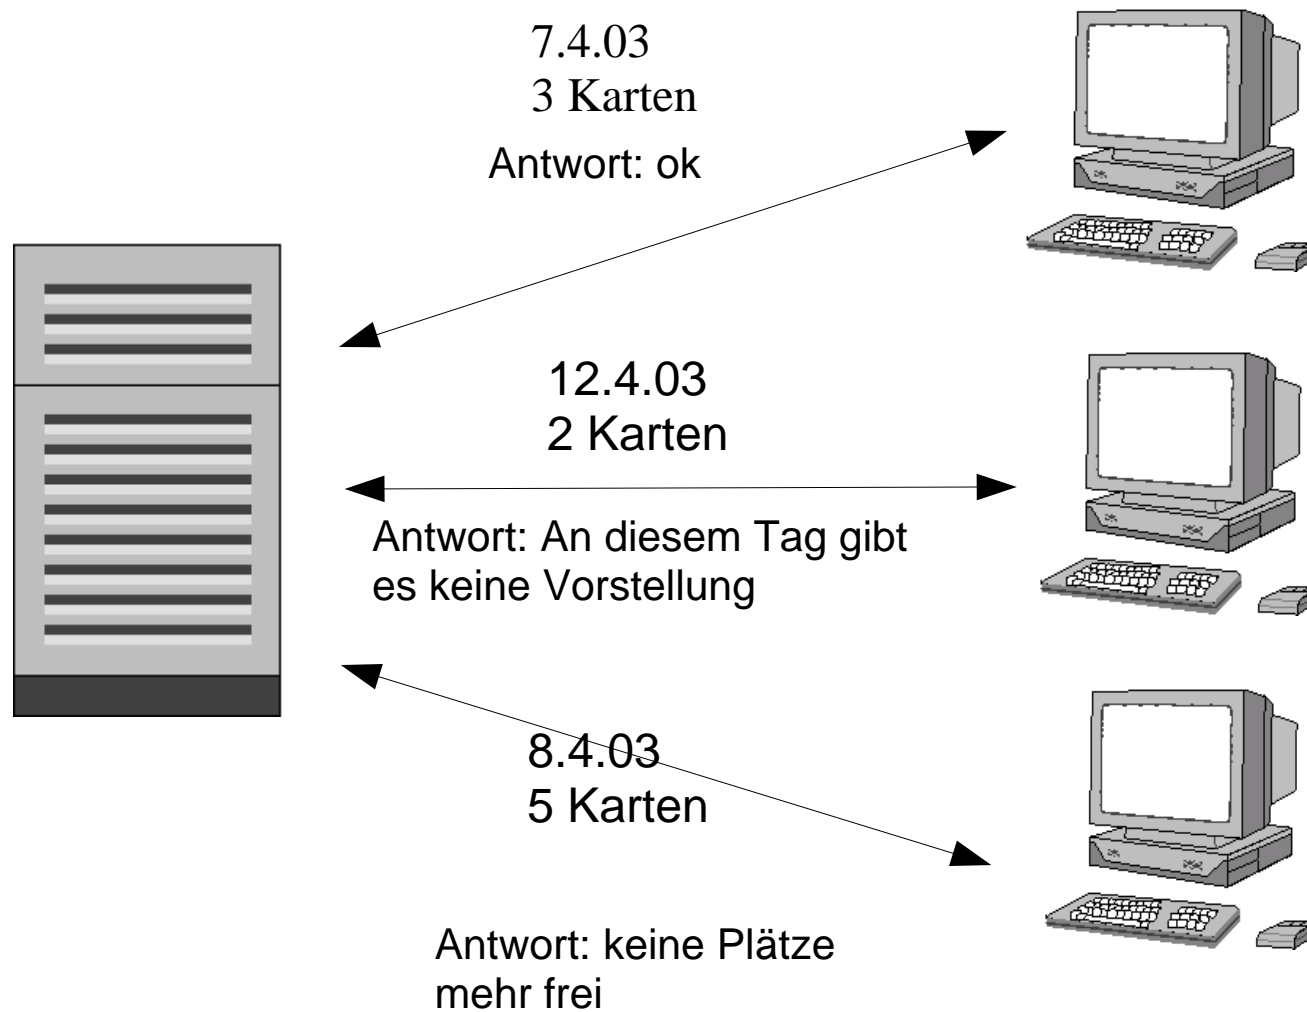 7.4.03
3 Karten
Antwort: ok
12.4.03
2 Karten
Antwort: An diesem Tag gibt
es keine Vorstellung
8.4.03
5 Karten
Antwort: keine Plätze
mehr frei